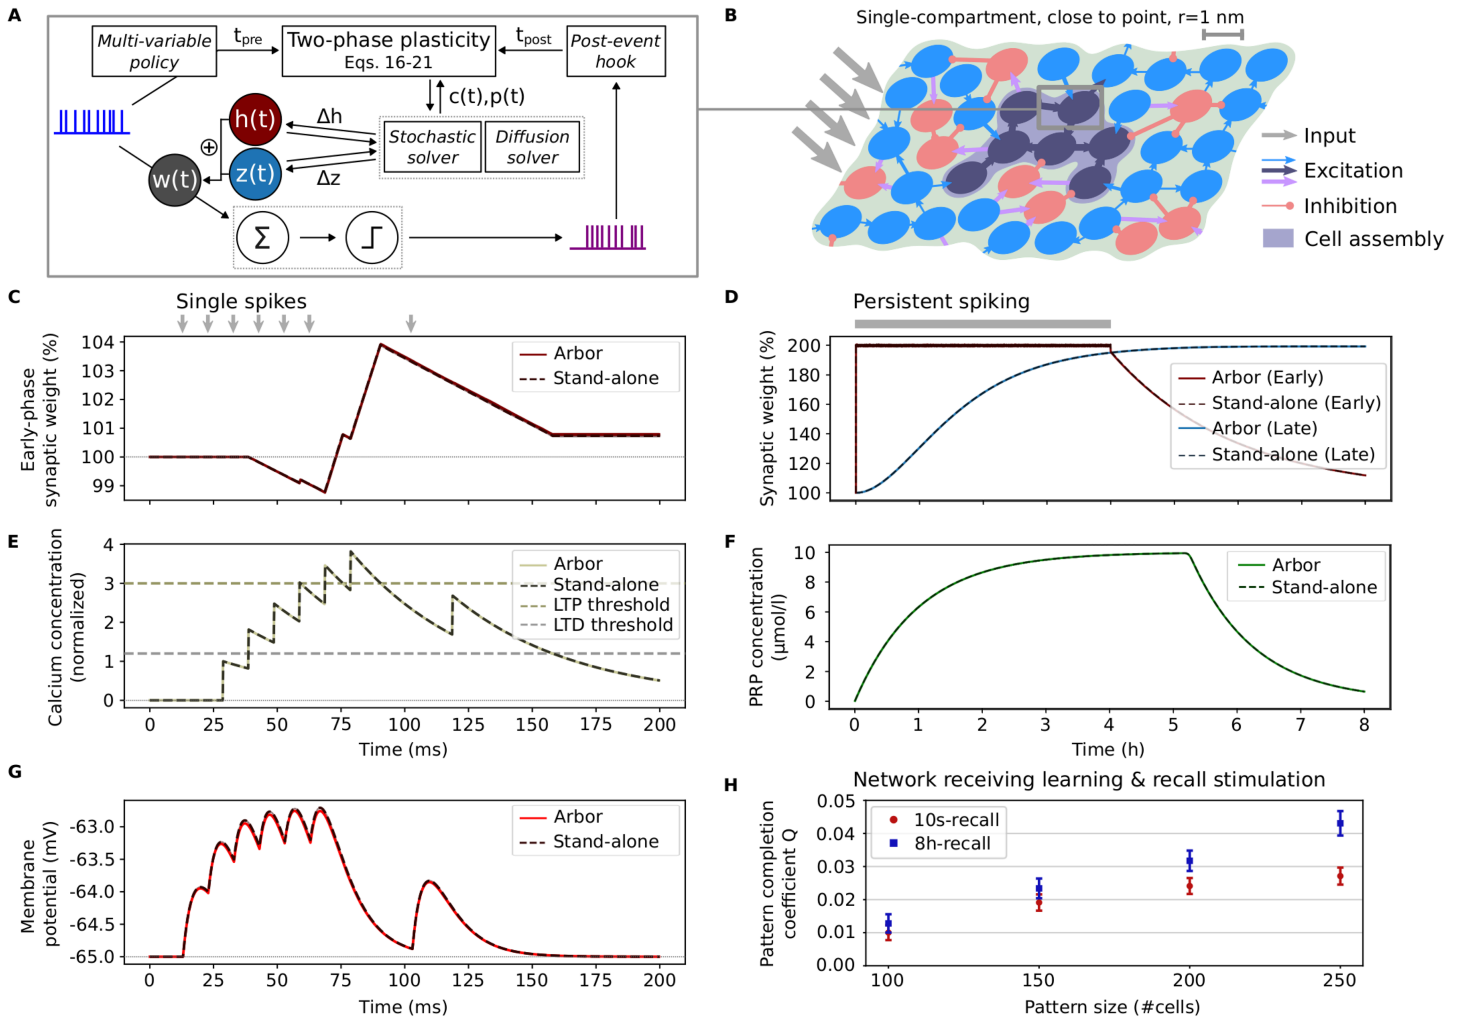 A
Multi-variable
policy
t_pre
Two-phase plasticity
Eqs. 16-21
t_post
Post-event
hook
c(t),p(t)
h(t)
Δh
Stochastic
solver
Diffusion
solver
⊕
z(t)
Δz
w(t)
Σ
B
Single-compartment, close to point, r=1 nm
Input
Excitation
Inhibition
Cell assembly
C
Single spikes
Early-phase
synaptic weight (%)
104
103
102
101
100
99
Arbor
Stand-alone
D
Persistent spiking
Synaptic weight (%)
200
180
160
140
120
100
Arbor (Early)
Stand-alone (Early)
Arbor (Late)
Stand-alone (Late)
E
Calcium concentration
(normalized)
4
3
2
1
0
Arbor
Stand-alone
LTP threshold
LTD threshold
0 25 50 75 100 125 150 175 200
Time (ms)
F
PRP concentration
(μmol/l)
10
8
6
4
2
0
Arbor
Stand-alone
0 1 2 3 4 5 6 7 8
Time (h)
G
Membrane
potential (mV)
-63.0
-63.5
-64.0
-64.5
-65.0
Arbor
Stand-alone
0 25 50 75 100 125 150 175 200
Time (ms)
H
Network receiving learning & recall stimulation
Pattern completion
coefficient Q
0.05
0.04
0.03
0.02
0.01
0.00
10s-recall
8h-recall
100 150 200 250
Pattern size (#cells)